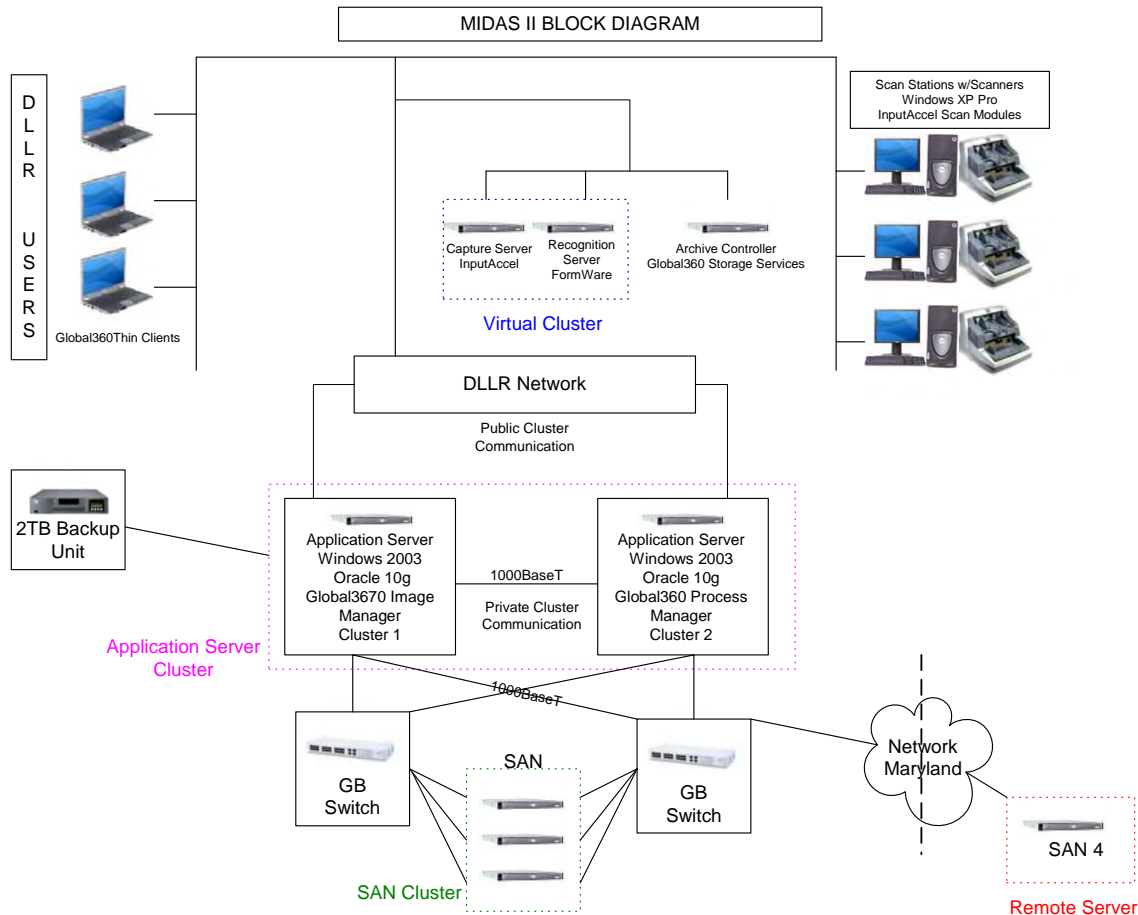 MIDAS II BLOCK DIAGRAM
D
L
L
R
U
S
E
R
S
Global360Thin Clients
Scan Stations w/Scanners
Windows XP Pro
InputAccel Scan Modules
Capture Server
InputAccel
Recognition
Server
FormWare
Archive Controller
Global360 Storage Services
Virtual Cluster
DLLR Network
Public Cluster
Communication
2TB Backup
Unit
Application Server
Windows 2003
Oracle 10g
Global3670 Image
Manager
Cluster 1
1000BaseT
Private Cluster
Communication
Application Server
Windows 2003
Oracle 10g
Global360 Process
Manager
Cluster 2
Application Server
Cluster
1000BaseT
GB
Switch
SAN
GB
Switch
SAN Cluster
Network
Maryland
SAN 4
Remote Server